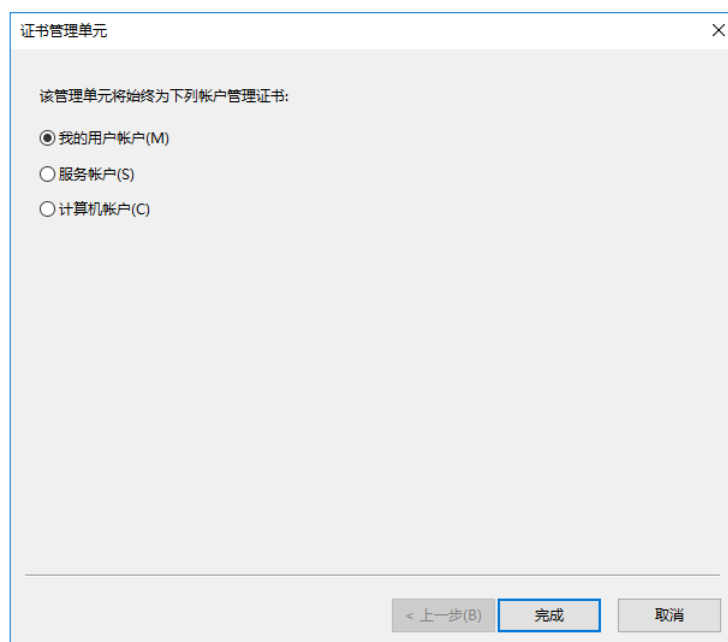 证书管理单元
该管理单元将始终为下列帐户管理证书:
我的用户帐户(M)
服务帐户(S)
计算机帐户(C)
< 上一步(B) 完成 取消